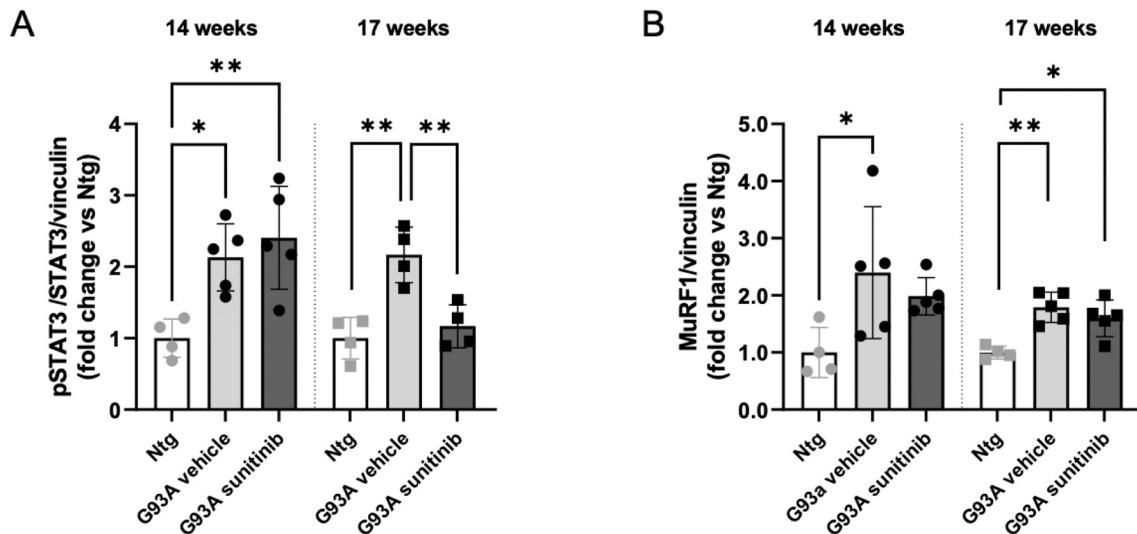 A
14 weeks
17 weeks
**
*
**
**
pSTAT3 /STAT3/vinculin
(fold change vs Ntg)
4
3
2
1
0
Ntg
G93A vehicle
G93A sunitinib
Ntg
G93A vehicle
G93A sunitinib
B
14 weeks
17 weeks
*
*
**
MuRF1/vinculin
(fold change vs Ntg)
5.0
4.0
3.0
2.0
1.0
0.0
Ntg
G93a vehicle
G93A sunitinib
Ntg
G93A vehicle
G93A sunitinib